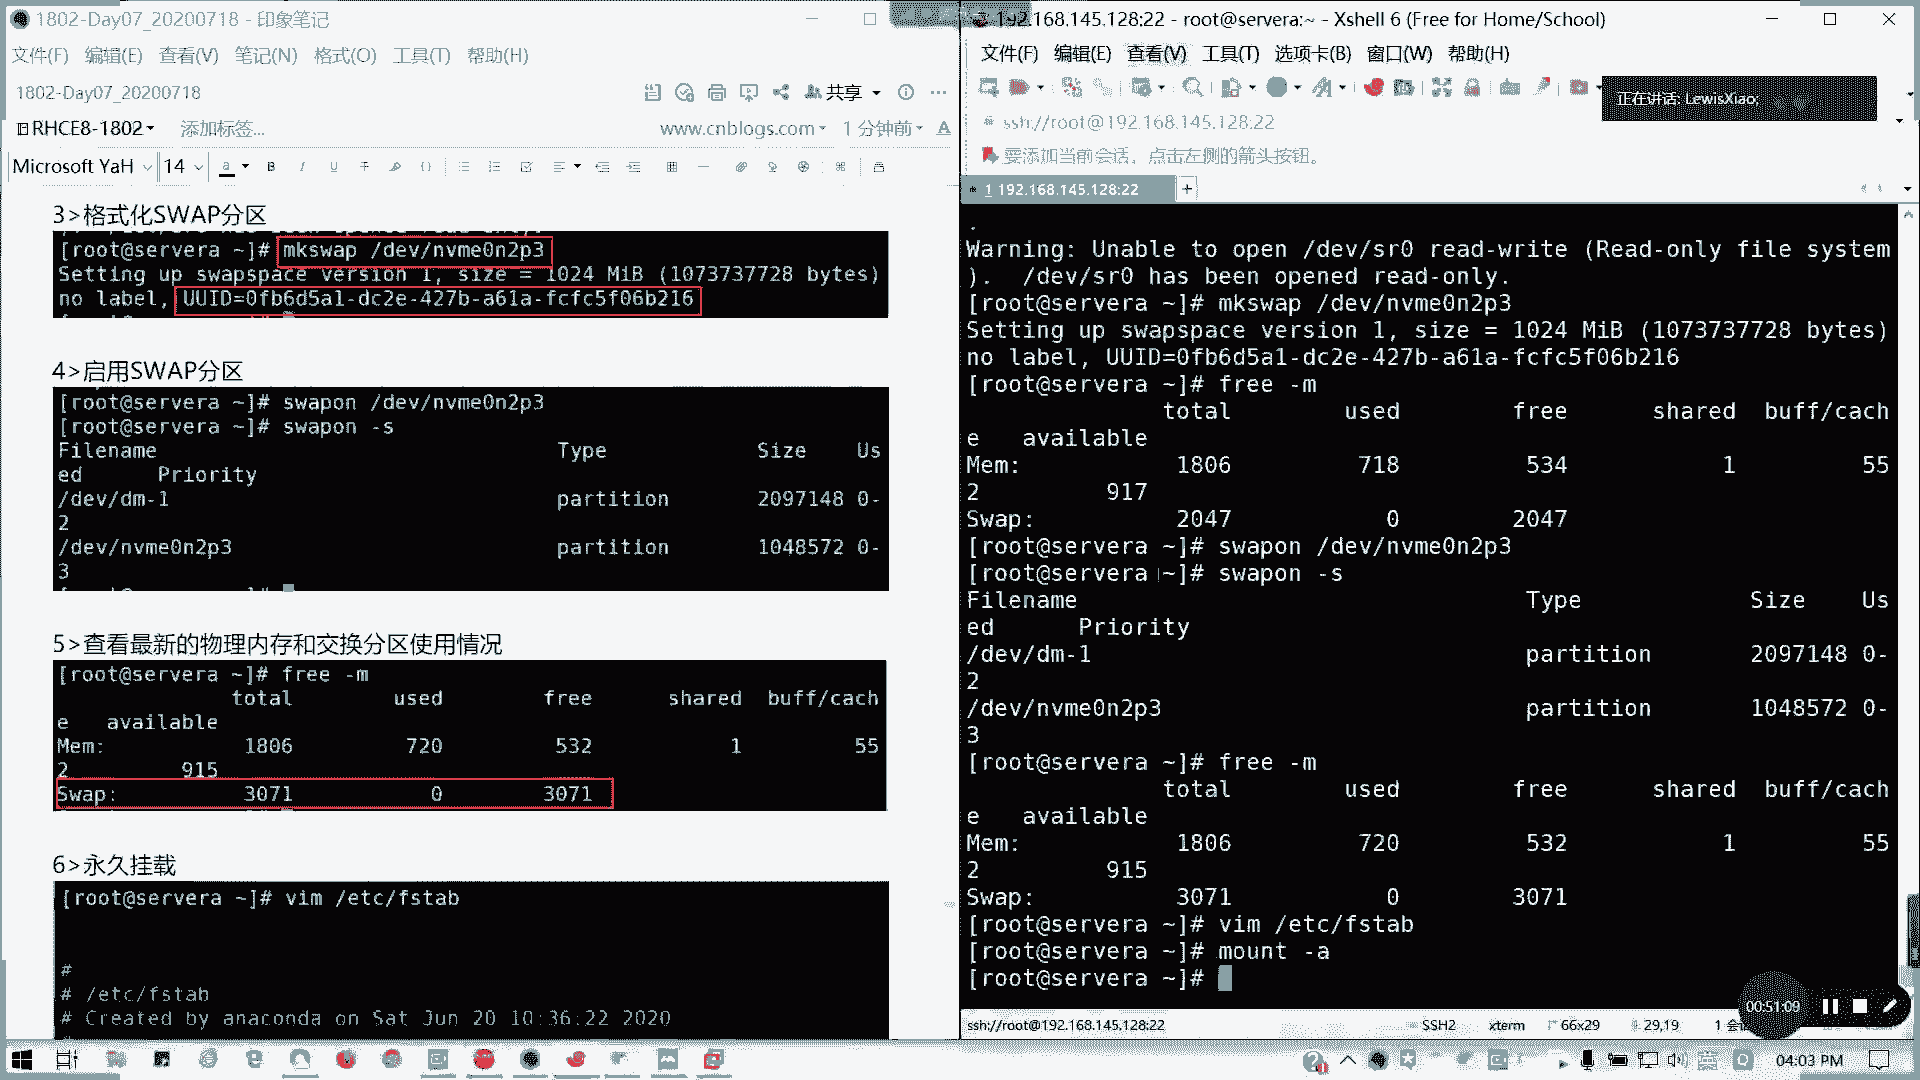 1802-Day07_20200718 - 印象笔记
文件(F) 编辑(E) 查看(V) 笔记(N) 格式(O) 工具(T) 帮助(H)
1802-Day07_20200718
共享
RHCE8-1802 添加标签...
www.cnblogs.com 1 分钟前
Microsoft YaH 14
3>格式化SWAP分区
[root@servera ~]# mkswap /dev/nvme0n2p3
Setting up swapspace version 1, size = 1024 MiB (1073737728 bytes)
no label, UUID=0fb6d5a1-dc2e-427b-a61a-fcfc5f06b216
4>启用SWAP分区
[root@servera ~]# swapon /dev/nvme0n2p3
[root@servera ~]# swapon -s
Filename Type Size Us
ed Priority
/dev/dm-1 partition 2097148 0-
2
/dev/nvme0n2p3 partition 1048572 0-
3
5>查看最新的物理内存和交换分区使用情况
[root@servera ~]# free -m
total used free shared buff/cach
e available
Mem: 1806 720 532 1 55
2 915
Swap: 3071 0 3071
6>永久挂载
[root@servera ~]# vim /etc/fstab
#
# /etc/fstab
# Created by anaconda on Sat Jun 20 10:36:22 2020
192.168.145.128:22 - root@servera:~ - Xshell 6 (Free for Home/School)
文件(F) 编辑(E) 查看(V) 工具(T) 选项卡(B) 窗口(W) 帮助(H)
正在讲话: LewisXiao;
ssh://root@192.168.145.128:22
要添加当前会话，点击左侧的箭头按钮。
1 192.168.145.128:22 +
.
Warning: Unable to open /dev/sr0 read-write (Read-only file system
). /dev/sr0 has been opened read-only.
[root@servera ~]# mkswap /dev/nvme0n2p3
Setting up swapspace version 1, size = 1024 MiB (1073737728 bytes)
no label, UUID=0fb6d5a1-dc2e-427b-a61a-fcfc5f06b216
[root@servera ~]# free -m
total used free shared buff/cach
e available
Mem: 1806 718 534 1 55
2 917
Swap: 2047 0 2047
[root@servera ~]# swapon /dev/nvme0n2p3
[root@servera ~]# swapon -s
Filename Type Size Us
ed Priority
/dev/dm-1 partition 2097148 0-
2
/dev/nvme0n2p3 partition 1048572 0-
3
[root@servera ~]# free -m
total used free shared buff/cach
e available
Mem: 1806 720 532 1 55
2 915
Swap: 3071 0 3071
[root@servera ~]# vim /etc/fstab
[root@servera ~]# mount -a
[root@servera ~]#
00:51:09
ssh://root@192.168.145.128:22 SSH2 xterm 66x29 29,19 1 会
英 04:03 PM